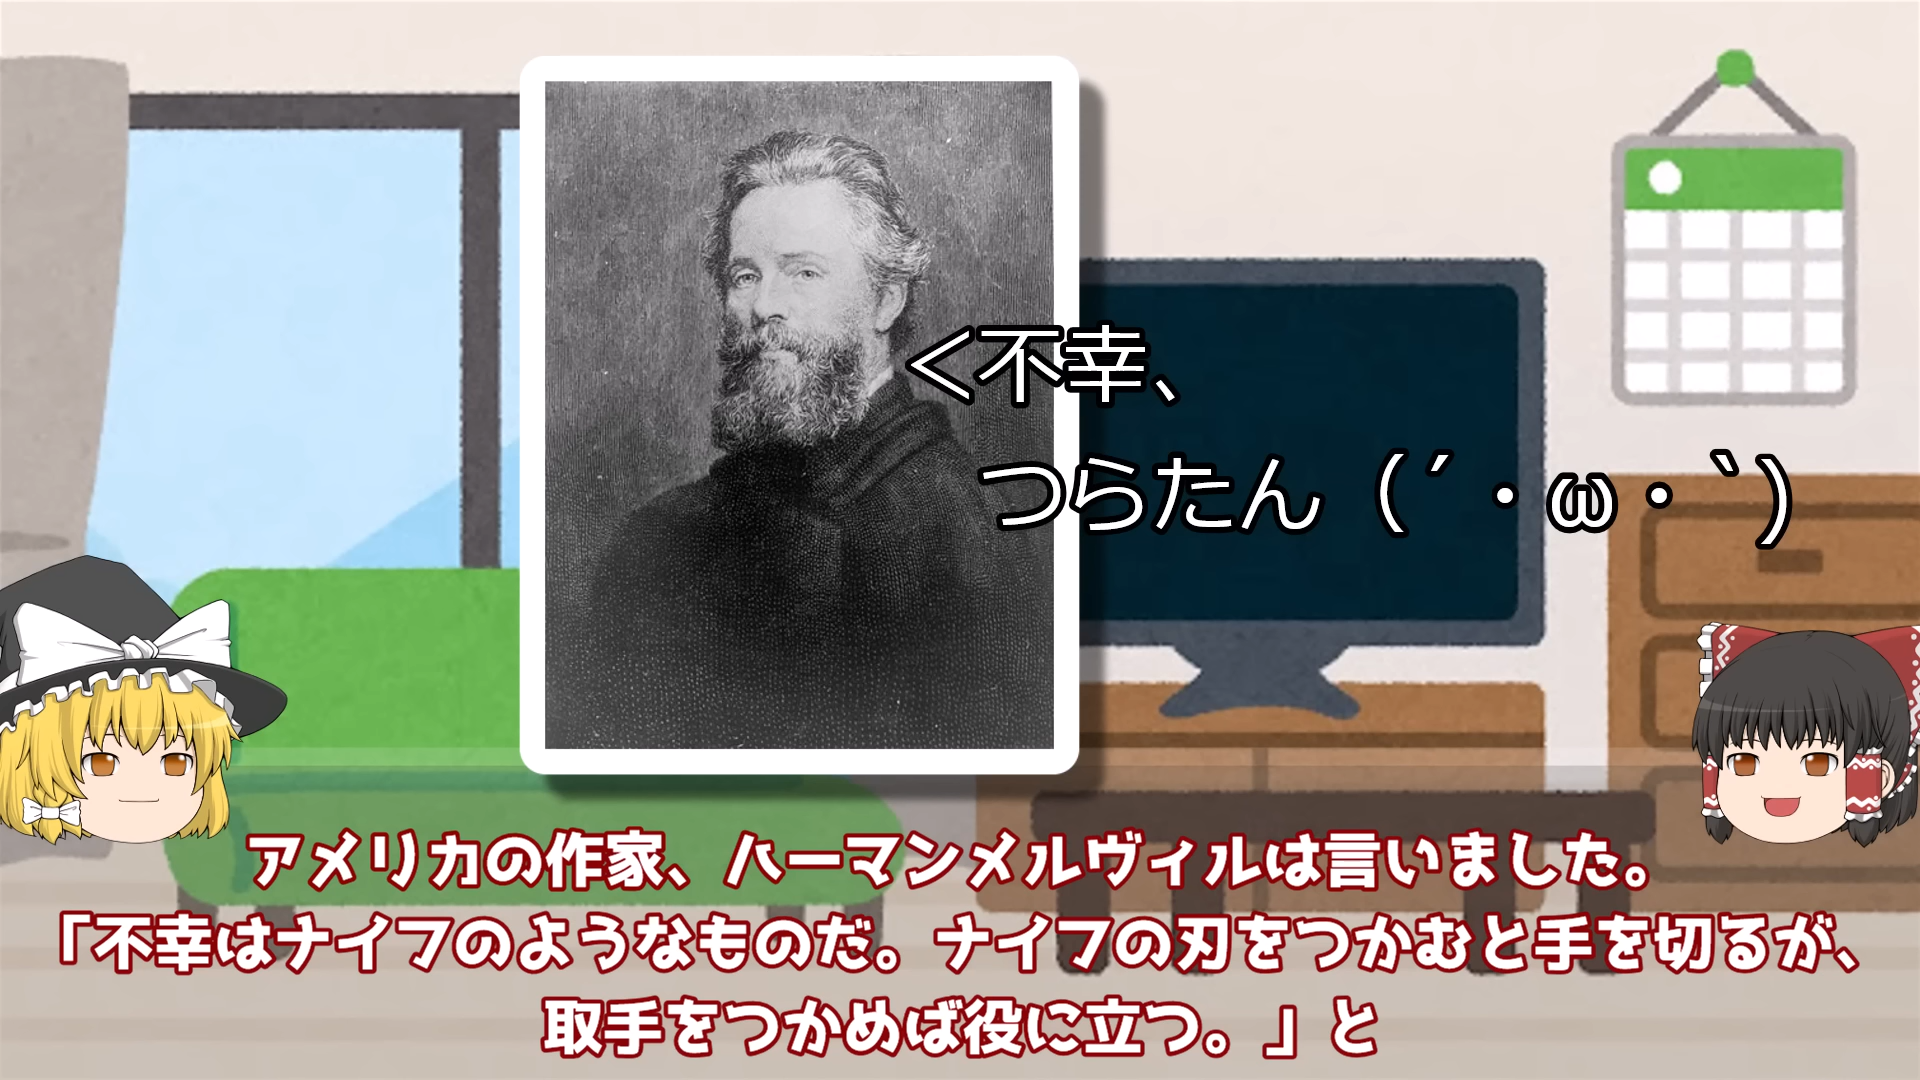 ＜不幸、
つらたん（´・ω・｀)
アメリカの作家、ハーマンメルヴィルは言いました。
「不幸はナイフのようなものだ。ナイフの刃をつかむと手を切るが、
取手をつかめば役に立つ。」と